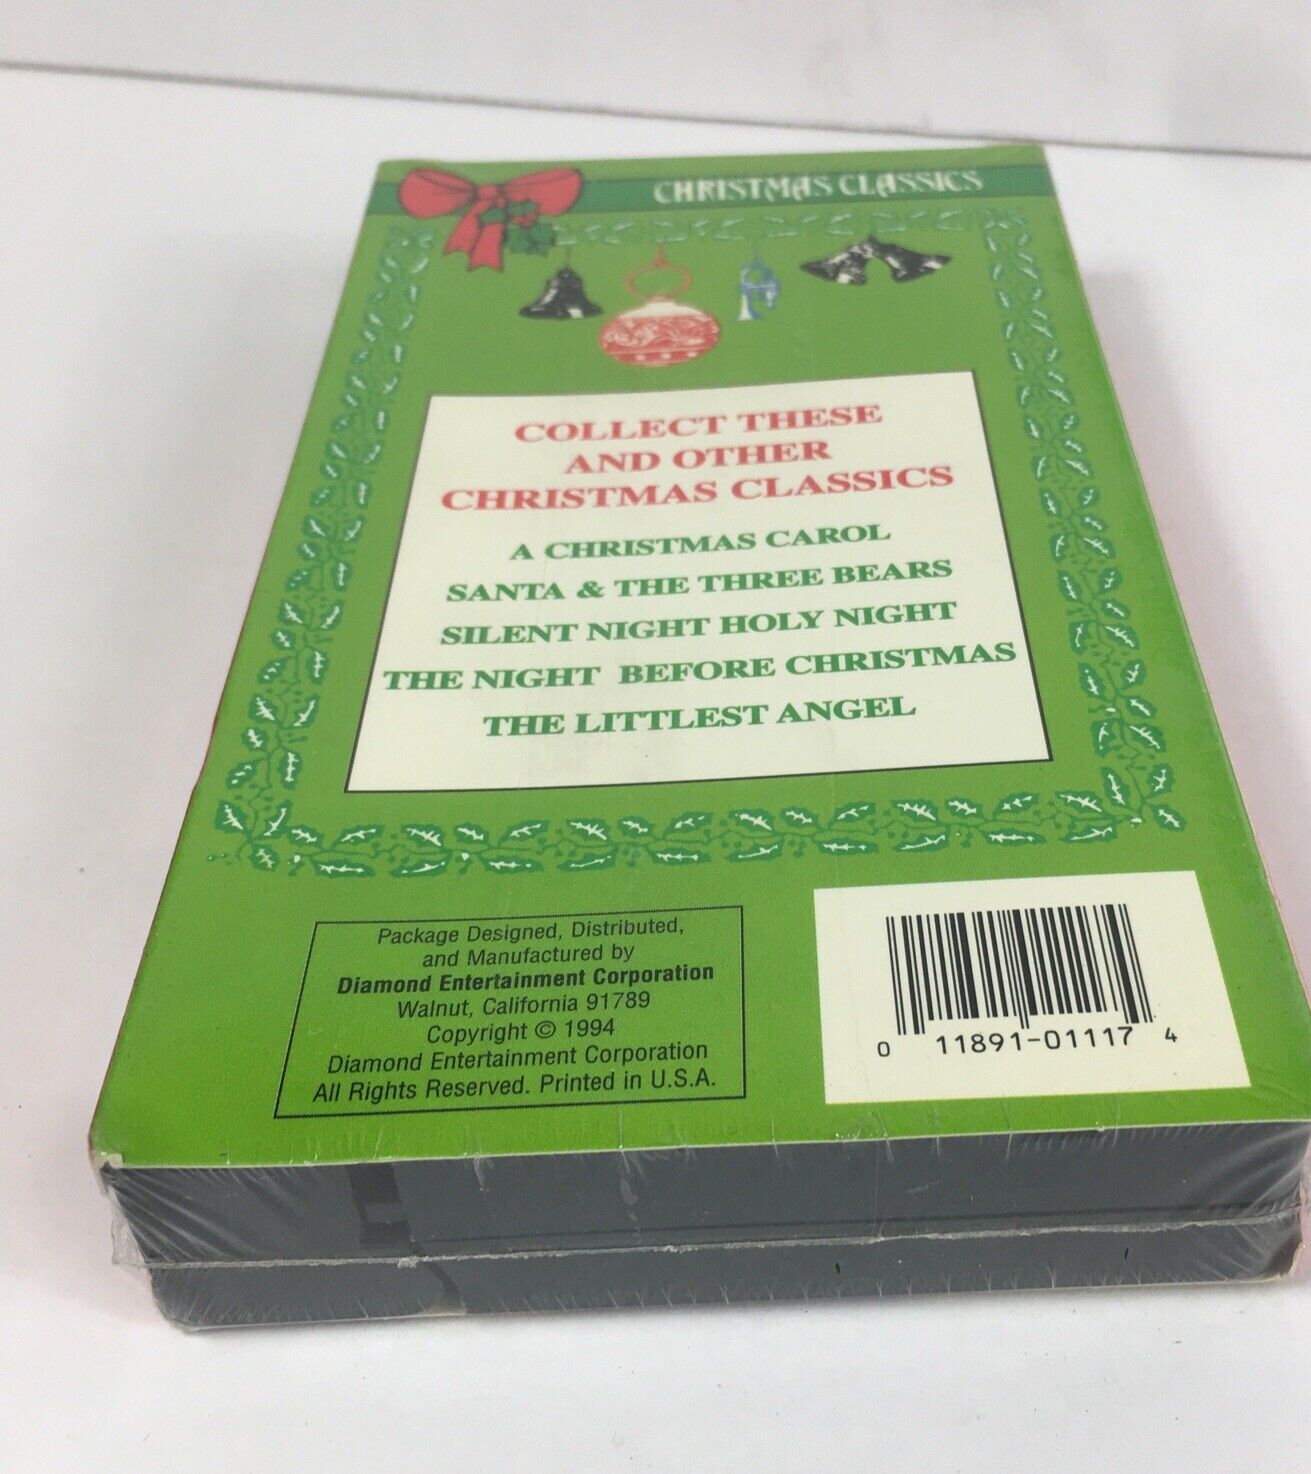 CHRISTMAS CLASSICS
COLLECT THESE
AND OTHER
CHRISTMAS CLASSICS
A CHRISTMAS CAROL
SANTA & THE THREE BEARS
SILENT NIGHT HOLY NIGHT
THE NIGHT BEFORE CHRISTMAS
THE LITTLEST ANGEL
Package Designed, Distributed,
and Manufactured by
Diamond Entertainment Corporation
Walnut, California 91789
Copyright © 1994
Diamond Entertainment Corporation
All Rights Reserved. Printed in U.S.A.
0 11891-01117 4